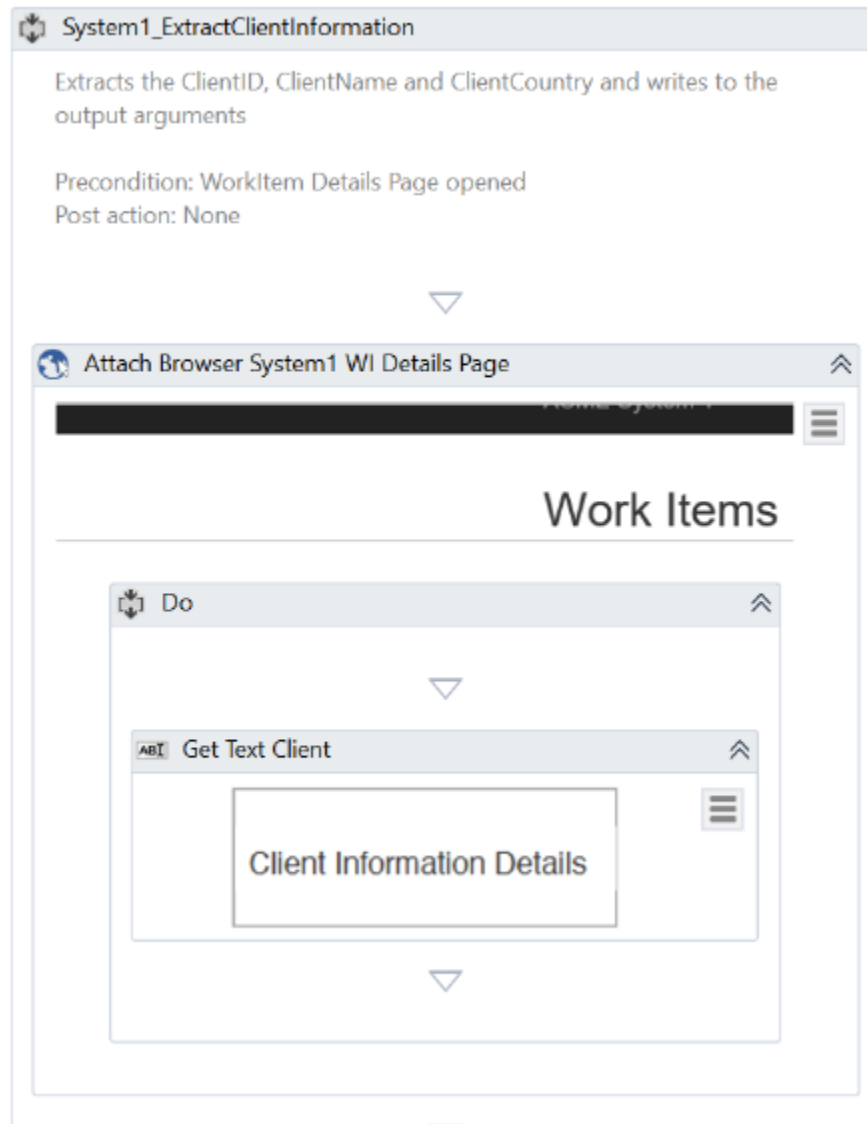 System1_ExtractClientInformation
Extracts the ClientID, ClientName and ClientCountry and writes to the
output arguments
Precondition: WorkItem Details Page opened
Post action: None
Attach Browser System1 WI Details Page
Work Items
Do
ABI Get Text Client
Client Information Details